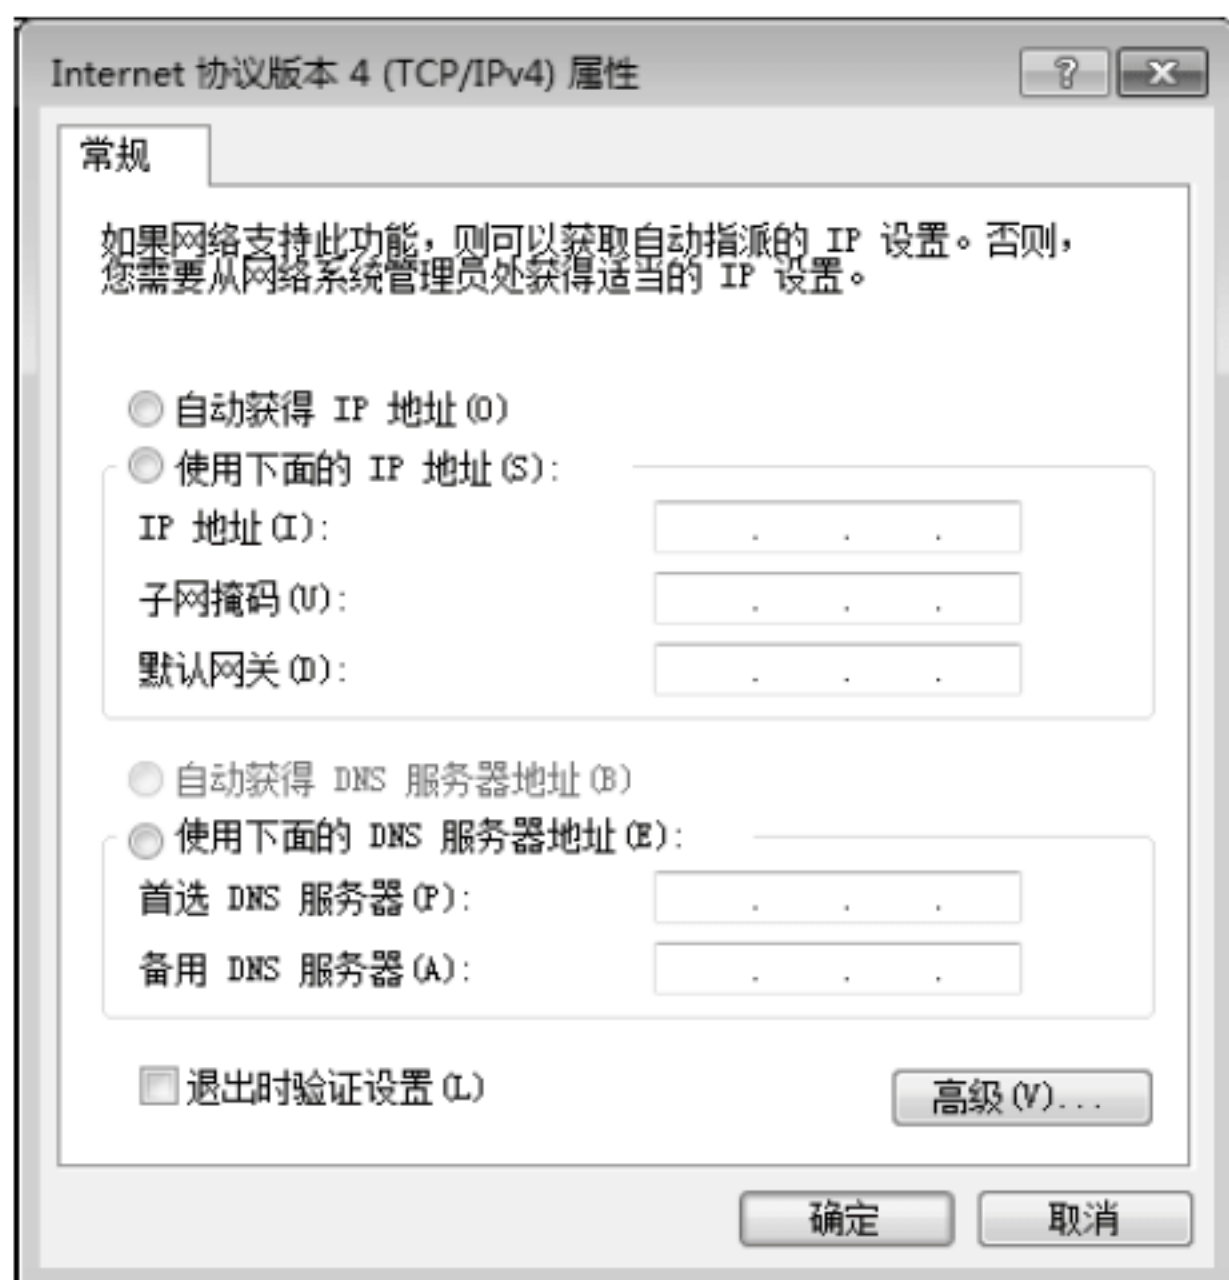 Internet 协议版本 4 (TCP/IPv4) 属性
常规
如果网络支持此功能，则可以获取自动指派的 IP 设置。否则，
您需要从网络系统管理员处获得适当的 IP 设置。
自动获得 IP 地址(O)
使用下面的 IP 地址(S):
IP 地址(I):
子网掩码(U):
默认网关(D):
自动获得 DNS 服务器地址(B)
使用下面的 DNS 服务器地址(E):
首选 DNS 服务器(P):
备用 DNS 服务器(A):
退出时验证设置(L)
高级(V)...
确定 取消